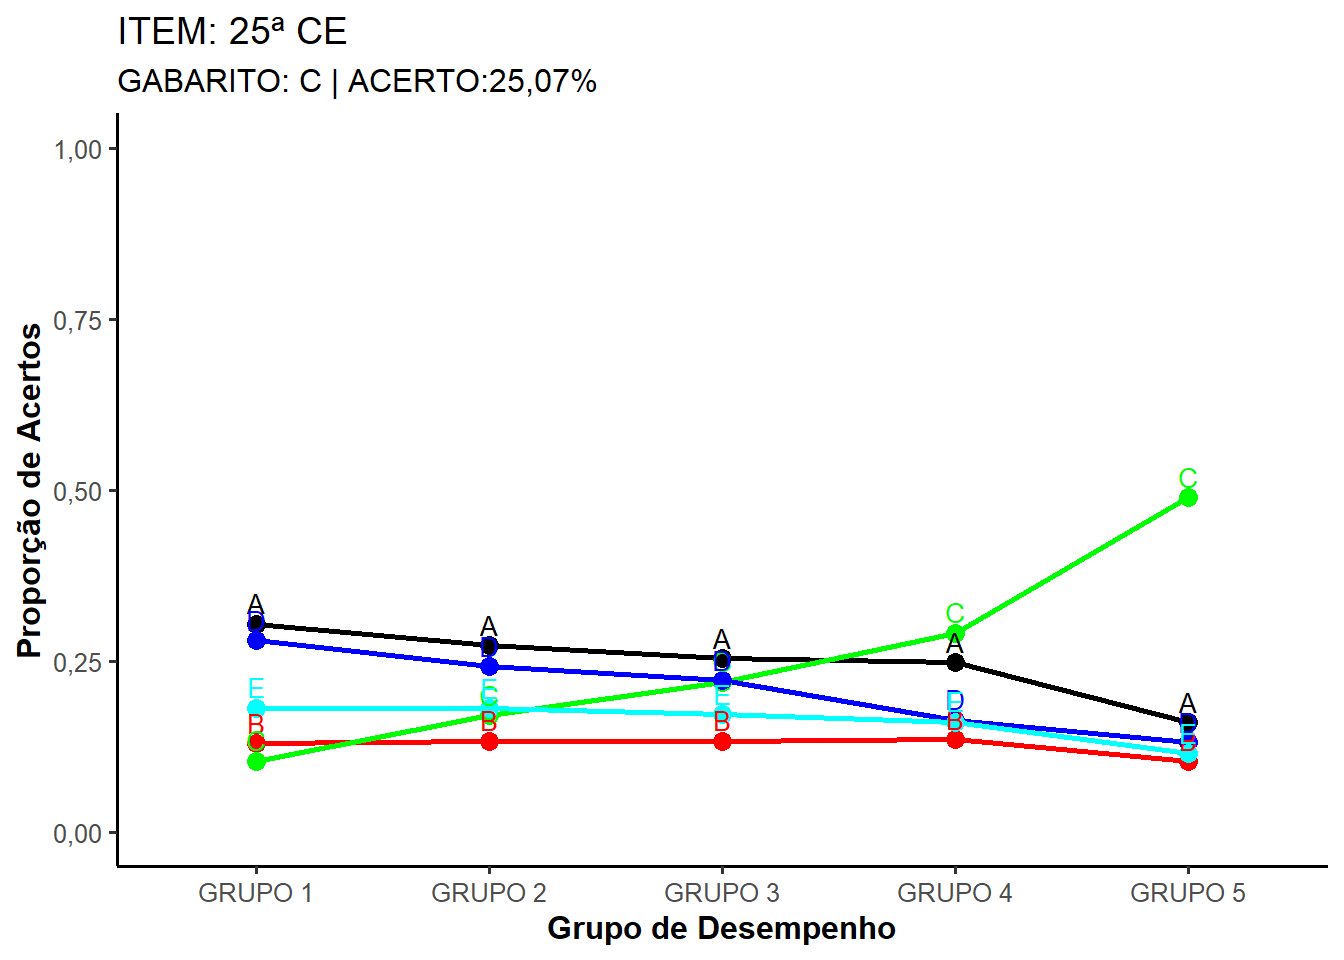 ITEM: 25ª CE
GABARITO: C | ACERTO:25,07%
Proporção de Acertos
1,00
0,75
0,50
0,25
0,00
A D E B C
A D E C B
A D C E B
C A D E B
C A D E B
GRUPO 1 GRUPO 2 GRUPO 3 GRUPO 4 GRUPO 5
Grupo de Desempenho